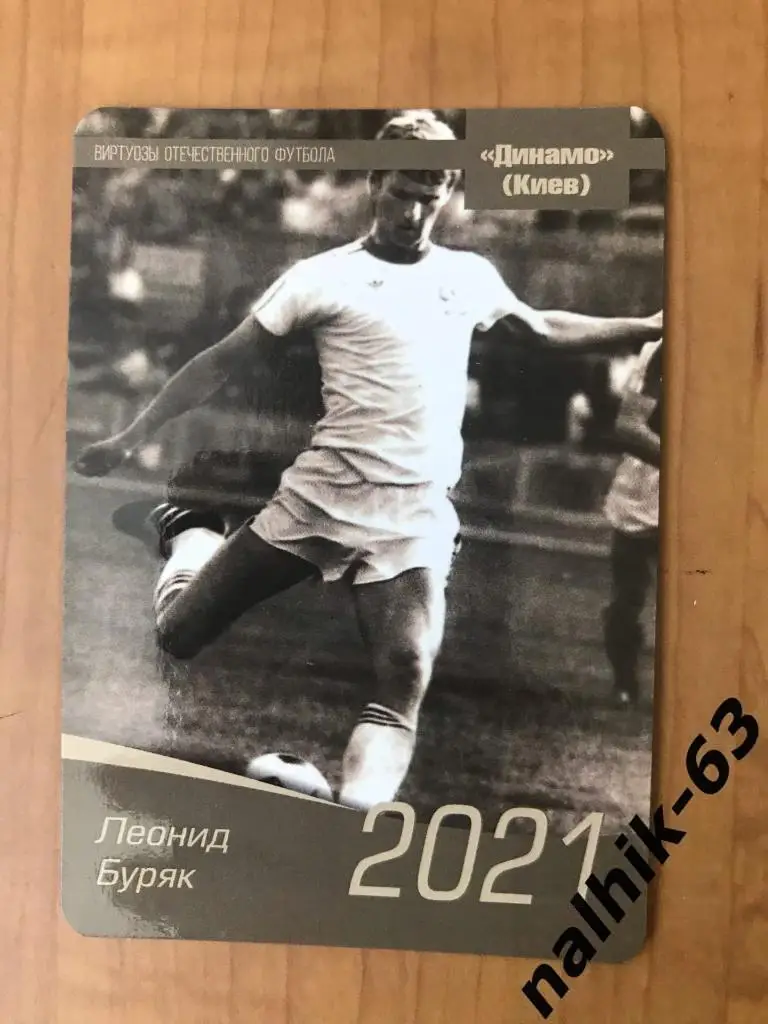 ВИРТУОЗЫ ОТЕЧЕСТВЕННОГО ФУТБОЛА
«Динамо»
(Киев)
Леонид
Буряк
2021
nalhik-63